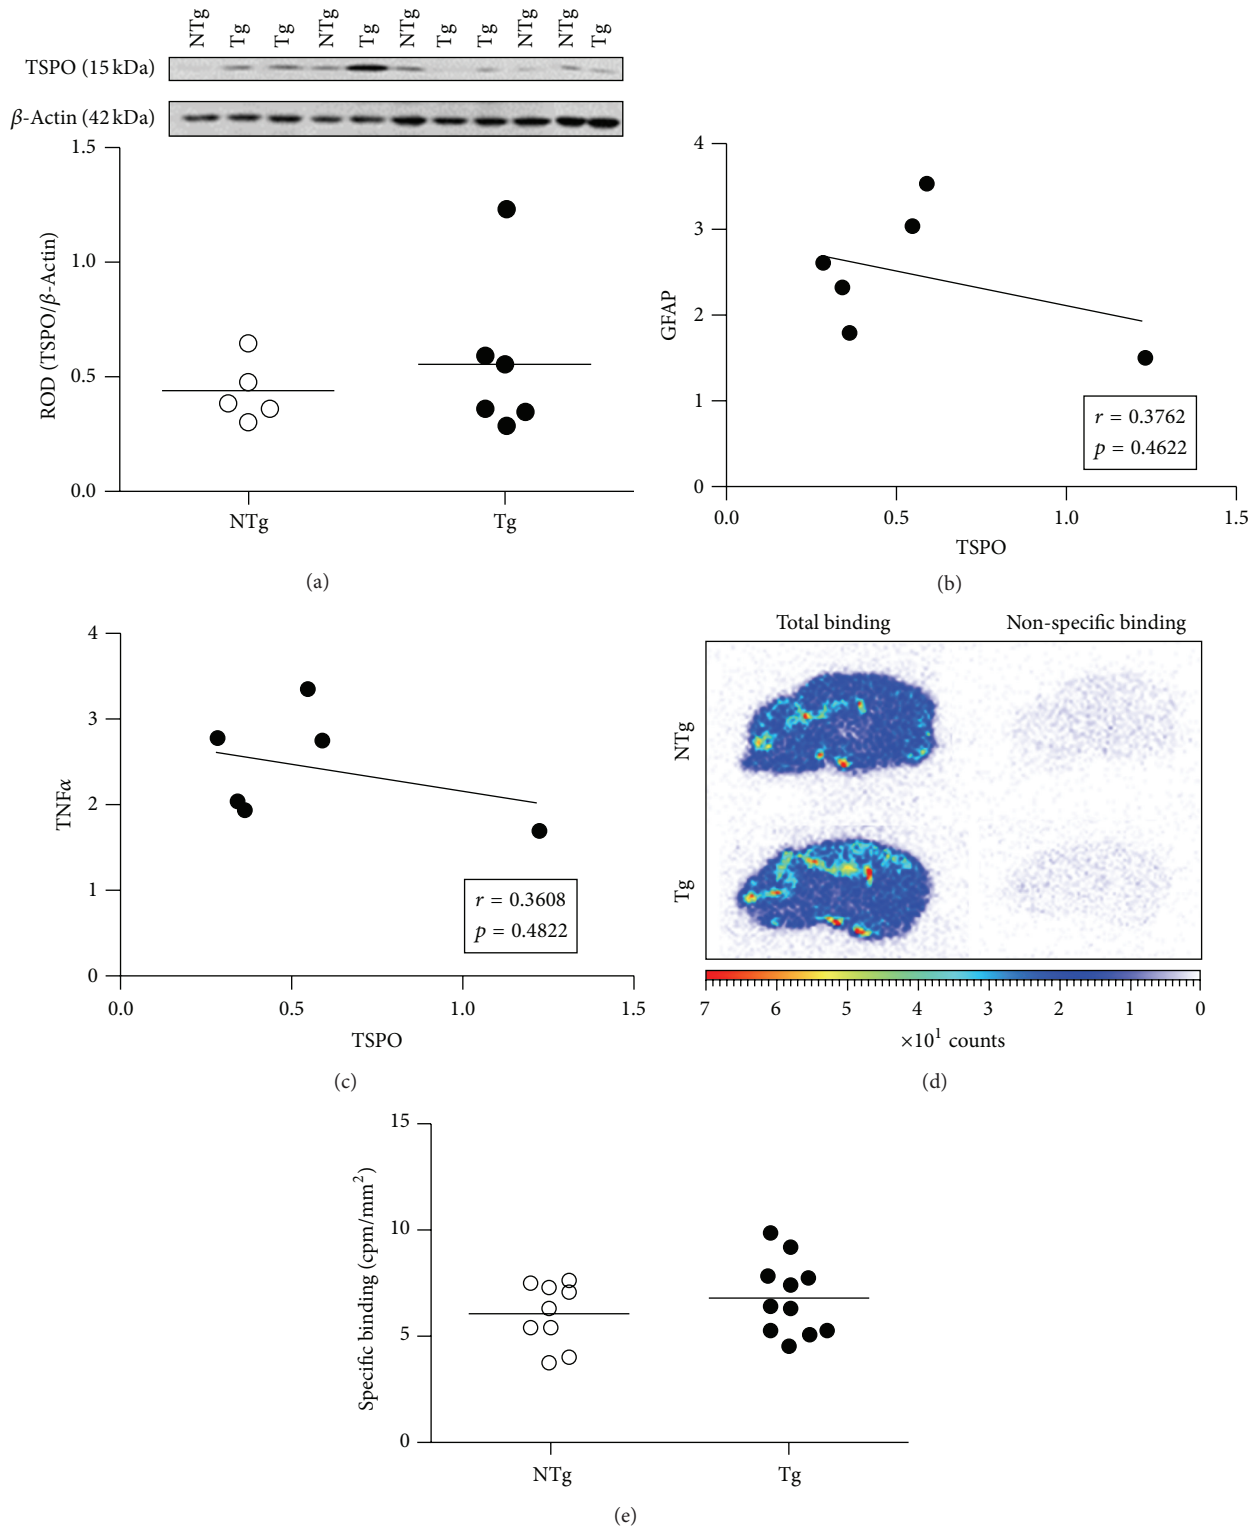 NTg Tg Tg NTg Tg NTg Tg Tg NTg NTg Tg
TSPO (15 kDa)
β-Actin (42 kDa)
ROD (TSPO/β-Actin)
1.5
1.0
0.5
0.0
NTg Tg
(a)
GFAP
4
3
2
1
0
r = 0.3762
p = 0.4622
0.0 0.5 1.0 1.5
TSPO
(b)
TNFα
4
3
2
1
0
r = 0.3608
p = 0.4822
0.0 0.5 1.0 1.5
TSPO
(c)
Total binding Non-specific binding
NTg
Tg
7 6 5 4 3 2 1 0
×10¹ counts
(d)
Specific binding (cpm/mm²)
15
10
5
0
NTg Tg
(e)